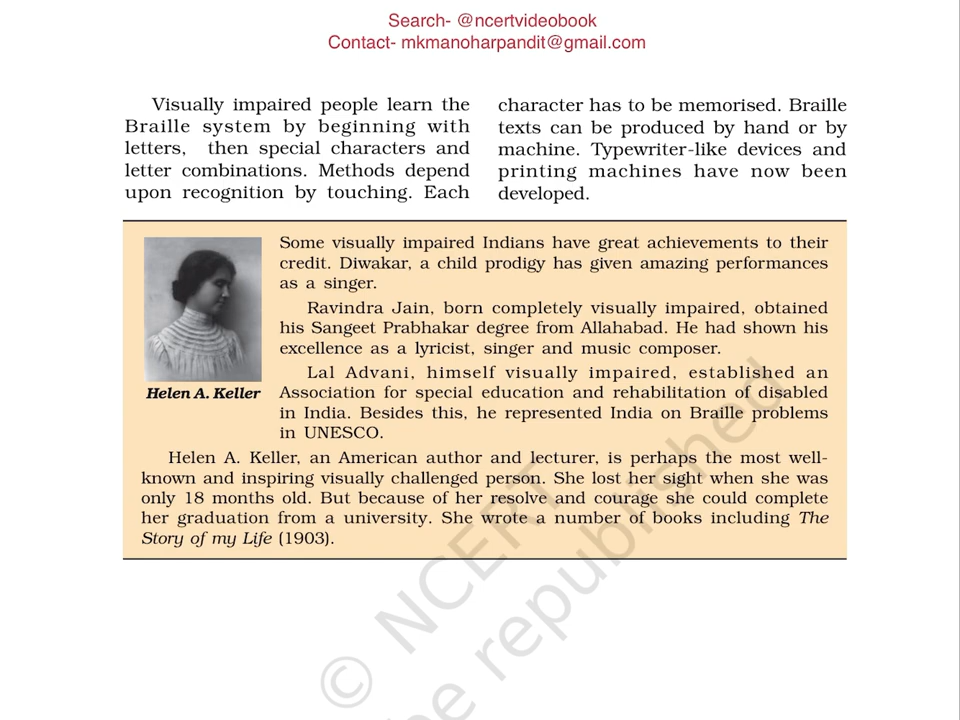 Search- @ncertvideobook
Contact- mkmanoharpandit@gmail.com
Visually impaired people learn the
Braille system by beginning with
letters, then special characters and
letter combinations. Methods depend
upon recognition by touching. Each
character has to be memorised. Braille
texts can be produced by hand or by
machine. Typewriter-like devices and
printing machines have now been
developed.
Some visually impaired Indians have great achievements to their
credit. Diwakar, a child prodigy has given amazing performances
as a singer.
Ravindra Jain, born completely visually impaired, obtained
his Sangeet Prabhakar degree from Allahabad. He had shown his
excellence as a lyricist, singer and music composer.
Lal Advani, himself visually impaired, established an
Association for special education and rehabilitation of disabled
in India. Besides this, he represented India on Braille problems
in UNESCO.
Helen A. Keller
Helen A. Keller, an American author and lecturer, is perhaps the most well-
known and inspiring visually challenged person. She lost her sight when she was
only 18 months old. But because of her resolve and courage she could complete
her graduation from a university. She wrote a number of books including The
Story of my Life (1903).
© NCERT
be republished